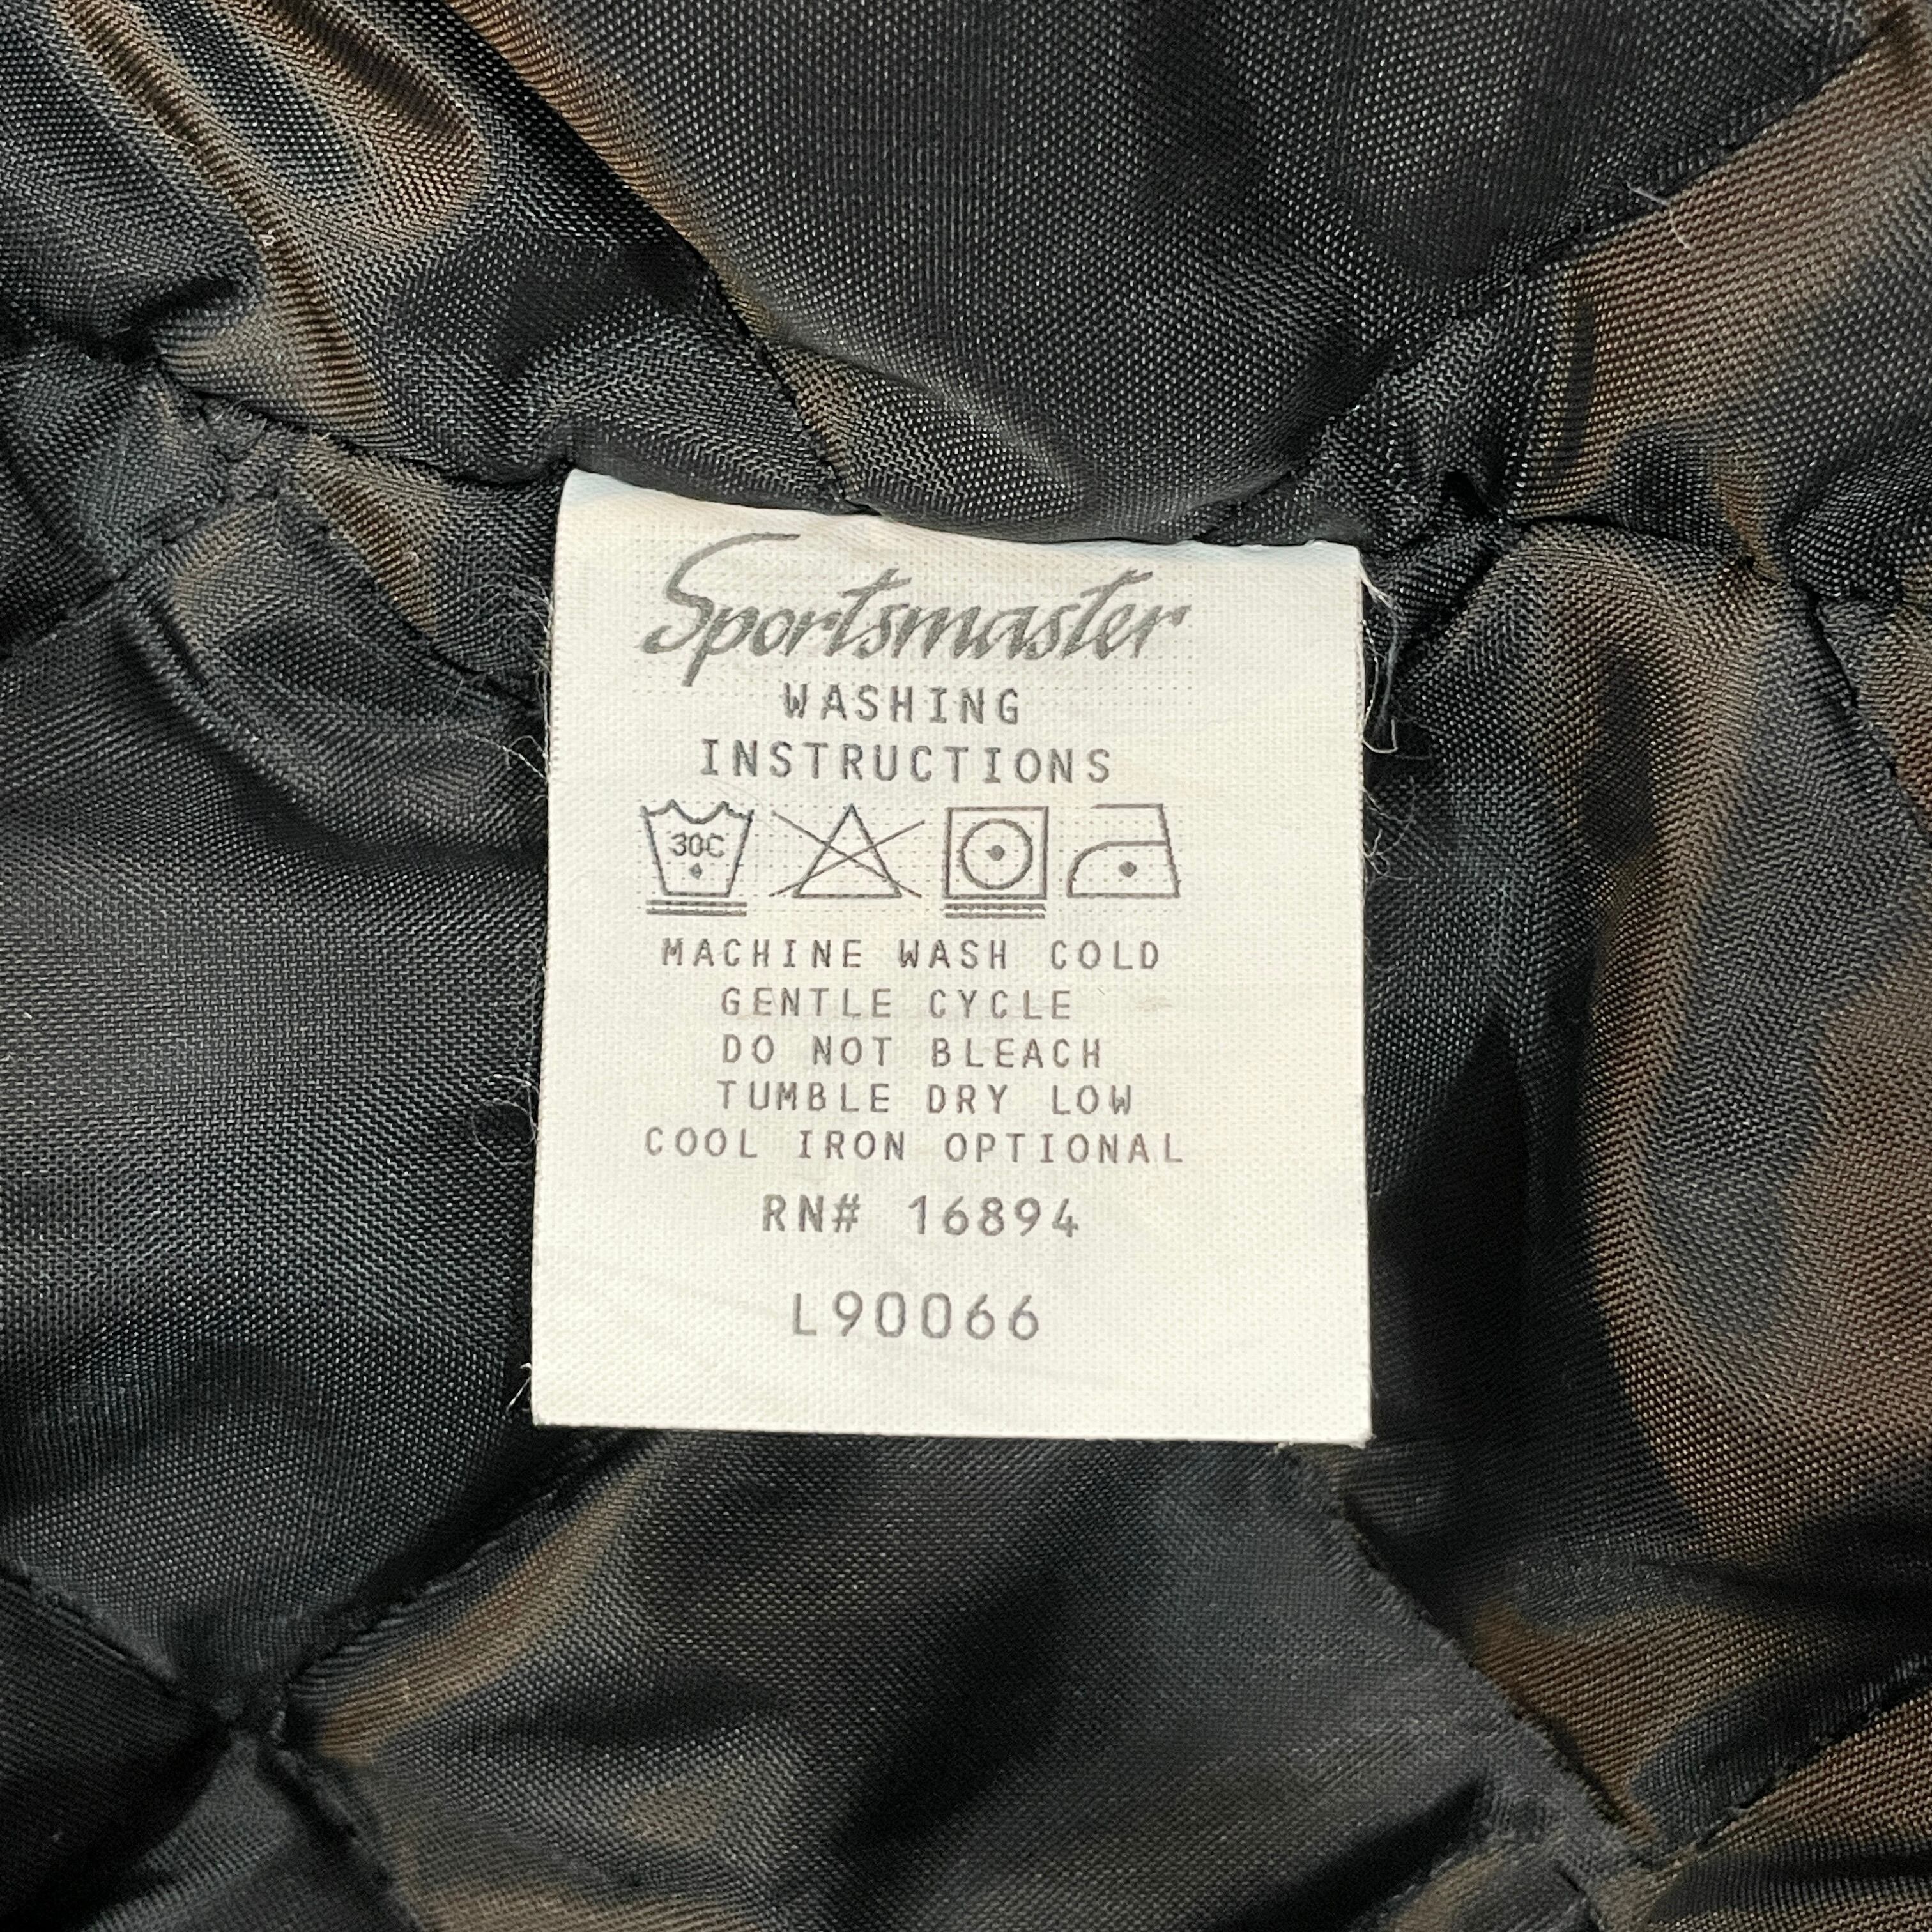 Sportsmaster
WASHING
INSTRUCTIONS
30C
MACHINE WASH COLD
GENTLE CYCLE
DO NOT BLEACH
TUMBLE DRY LOW
COOL IRON OPTIONAL
RN# 16894
L90066